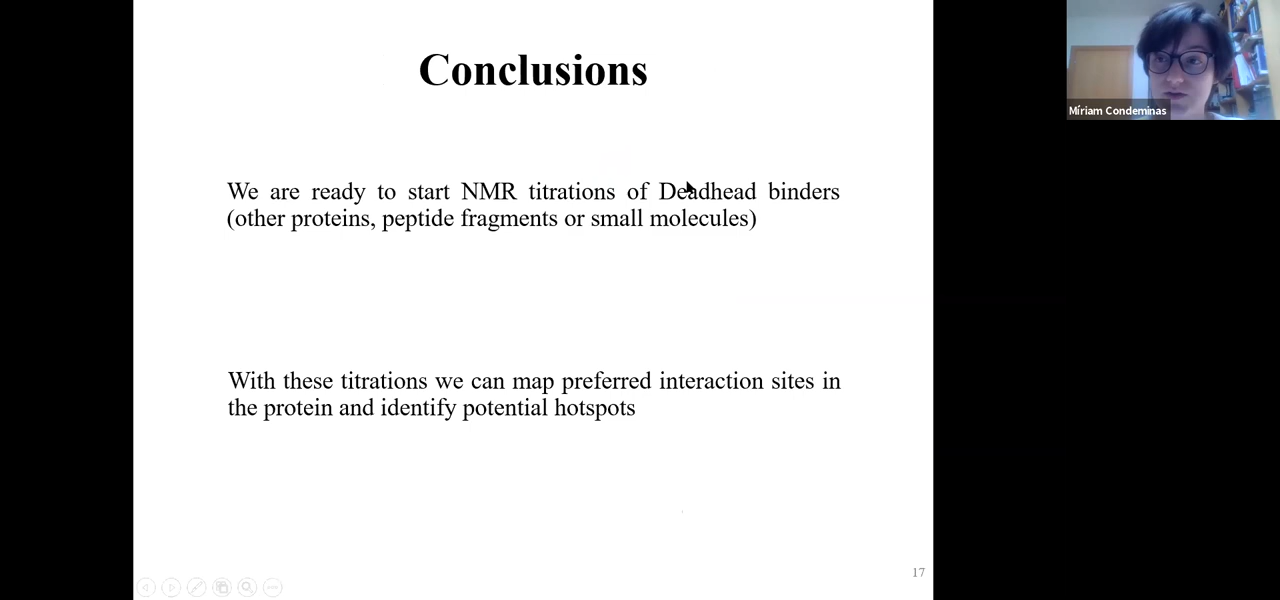 Conclusions
We are ready to start NMR titrations of Deadhead binders
(other proteins, peptide fragments or small molecules)
With these titrations we can map preferred interaction sites in
the protein and identify potential hotspots
17
Míriam Condeminas